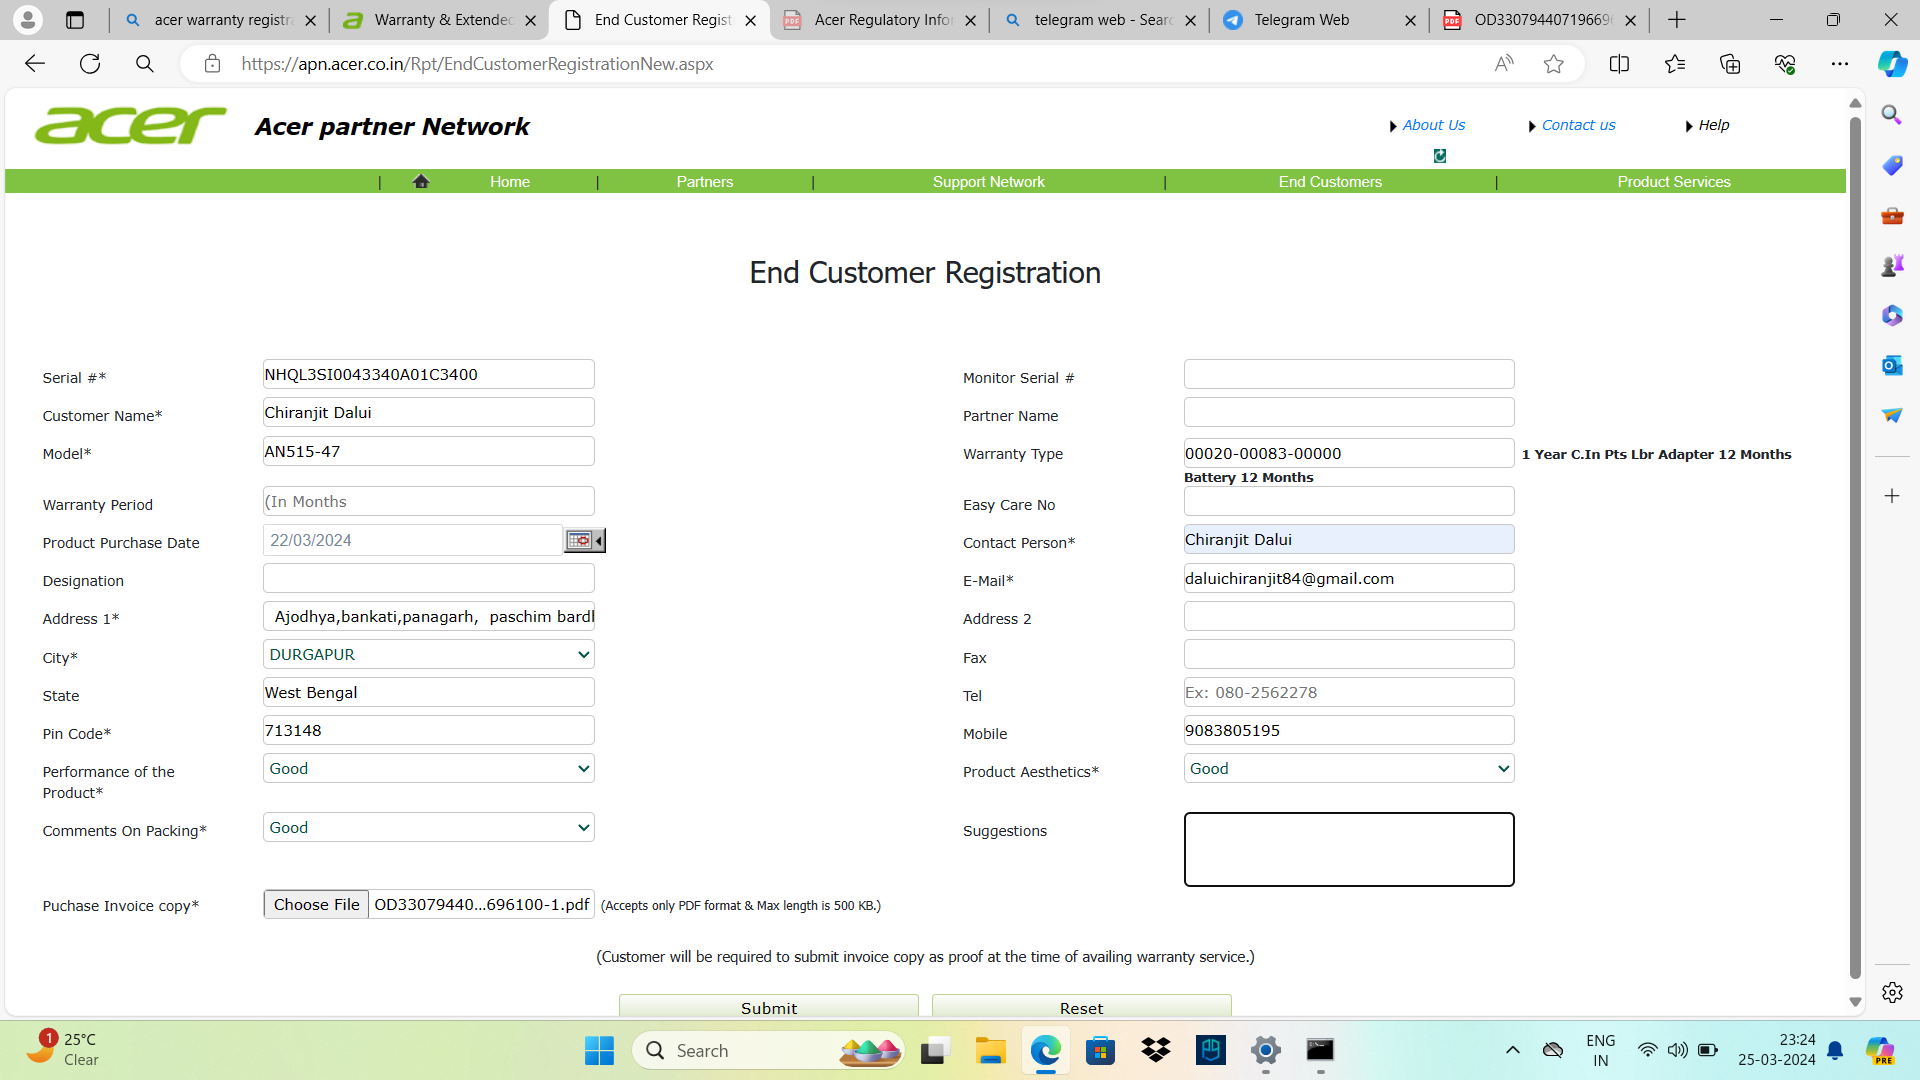 acer warranty registra
Warranty & Extended
End Customer Regist
Acer Regulatory Infor
telegram web - Searc
Telegram Web
OD3307944071966961
https://apn.acer.co.in/Rpt/EndCustomerRegistrationNew.aspx
acer
Acer partner Network
About Us
Contact us
Help
Home
Partners
Support Network
End Customers
Product Services
End Customer Registration
Serial #*
NHQL3SI0043340A01C3400
Monitor Serial #
Customer Name*
Chiranjit Dalui
Partner Name
Model*
AN515-47
Warranty Type
00020-00083-00000
1 Year C.In Pts Lbr Adapter 12 Months
Battery 12 Months
Warranty Period
(In Months
Easy Care No
Product Purchase Date
22/03/2024
Contact Person*
Chiranjit Dalui
Designation
E-Mail*
daluichiranjit84@gmail.com
Address 1*
Ajodhya,bankati,panagarh, paschim bardl
Address 2
City*
DURGAPUR
Fax
State
West Bengal
Tel
Ex: 080-2562278
Pin Code*
713148
Mobile
9083805195
Performance of the
Product*
Good
Product Aesthetics*
Good
Comments On Packing*
Good
Suggestions
Puchase Invoice copy*
Choose File
OD33079440...696100-1.pdf
(Accepts only PDF format & Max length is 500 KB.)
(Customer will be required to submit invoice copy as proof at the time of availing warranty service.)
Submit
Reset
1
25°C
Clear
Search
ENG
IN
23:24
25-03-2024
PRE